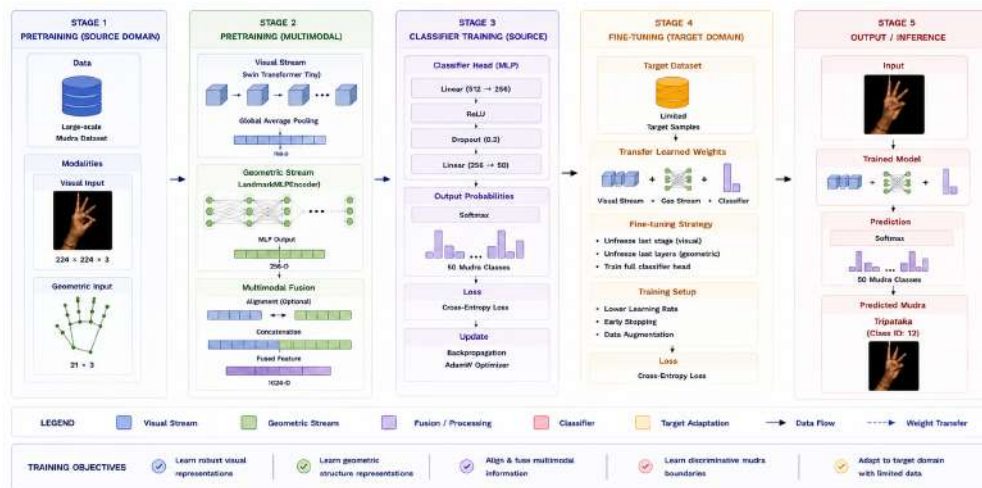 STAGE 1
PRETRAINING (SOURCE DOMAIN)
Data
Large-scale
Mudra Dataset
Modalities
Visual Input
224 × 224 × 3
Geometric Input
21 × 3
STAGE 2
PRETRAINING (MULTIMODAL)
Visual Stream
Swin Transformer Tiny)
Global Average Pooling
768-D
Geometric Stream
LandmarkMLPEncoder)
MLP Output
256-D
Multimodal Fusion
Alignment (Optional)
Concatenation
Fused Feature
1024-D
STAGE 3
CLASSIFIER TRAINING (SOURCE)
Classifier Head (MLP)
Linear (512 → 256)
ReLU
Dropout (0.3)
Linear (256 → 50)
Output Probabilities
Softmax
50 Mudra Classes
Loss
Cross-Entropy Loss
Update
Backpropagation
AdamW Optimizer
STAGE 4
FINE-TUNING (TARGET DOMAIN)
Target Dataset
Limited
Target Samples
Transfer Learned Weights
Visual Stream + Geo Stream + Classifier
Fine-tuning Strategy
• Unfreeze last stage (visual)
• Unfreeze last layers (geometric)
• Train full classifier head
Training Setup
• Lower Learning Rate
• Early Stopping
• Data Augmentation
Loss
Cross-Entropy Loss
STAGE 5
OUTPUT / INFERENCE
Input
Trained Model
Prediction
Softmax
50 Mudra Classes
Predicted Mudra
Tripataka
(Class ID: 12)
LEGEND
Visual Stream
Geometric Stream
Fusion / Processing
Classifier
Target Adaptation
Data Flow
Weight Transfer
TRAINING OBJECTIVES
Learn robust visual
representations
Learn geometric
structure representations
Align & fuse multimodal
information
Learn discriminative mudra
boundaries
Adapt to target domain
with limited data